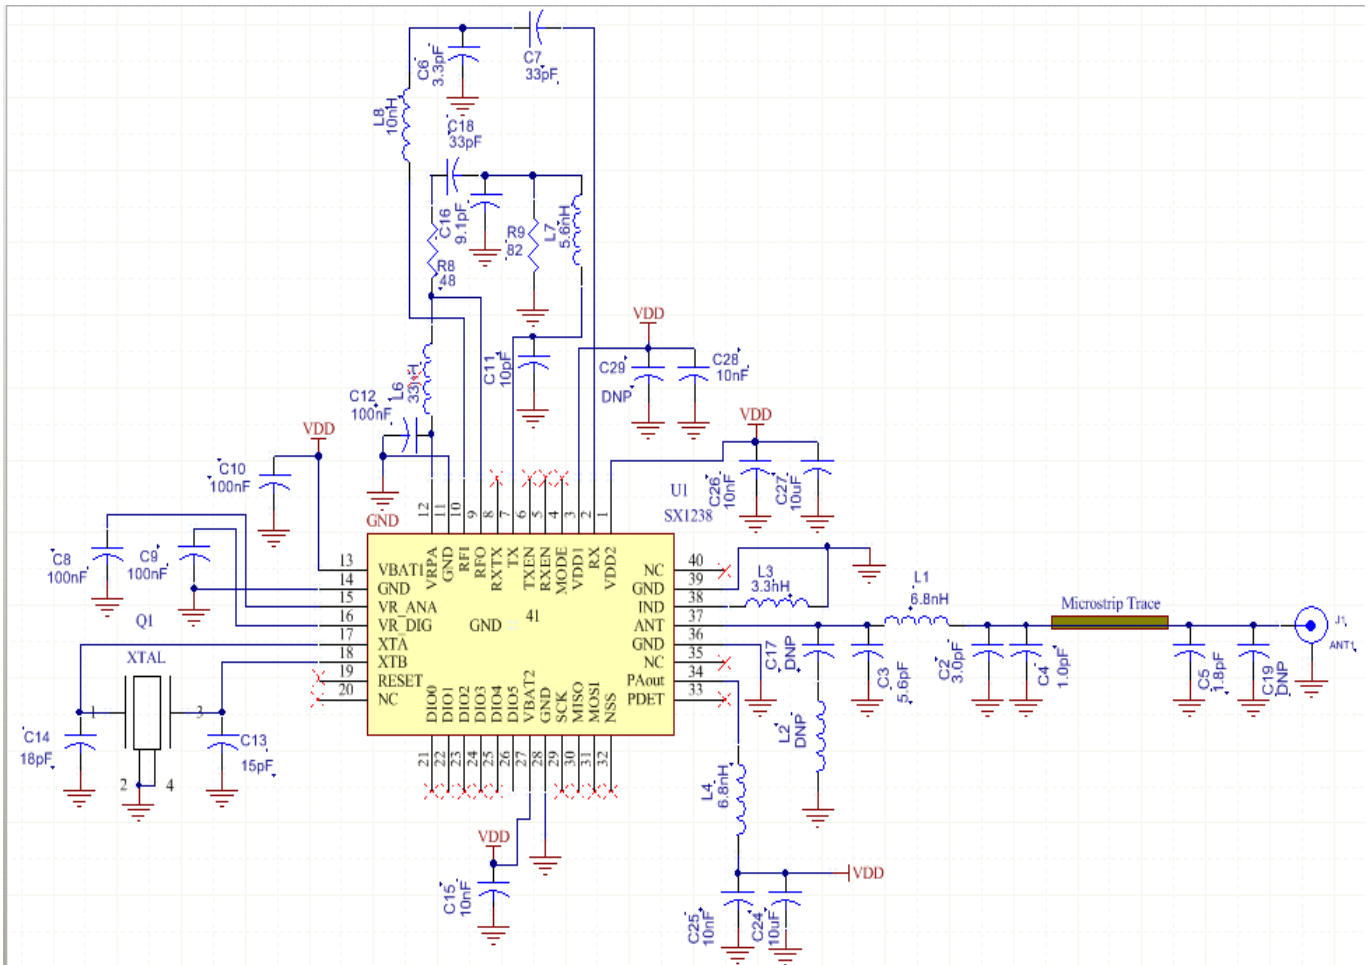 C6
3.3pF
C7
33pF
L8
10nH
C18
33pF
C16
9.1pF
R9
82
L7
5.6nH
R8
48
VDD
C29
DNP
C28
10nF
C11
10pF
L6
C12
100nF
VDD
C10
100nF
VDD
C26
10nF
C27
10uF
U1
SX1238
GND
12 11 10 9 8 7 6 5 4 3 2 1
VRPA GND RFI RFO RXTX TX TXEN RXEN MODE VDD1 RX VDD2
C8
100nF
C9
100nF
13 VBAT1
14 GND
15 VR_ANA
16 VR_DIG
17 XTA
18 XTB
19 RESET
20 NC
41
GND
NC 40
GND 39
IND 38
ANT 37
GND 36
NC 35
PAout 34
PDET 33
DIO0 DIO1 DIO2 DIO3 DIO4 DIO5 VBAT2 GND SCK MISO MOSI NSS
21 22 23 24 25 26 27 28 29 30 31 32
L3
3.3nH
L1
6.8nH
Microstrip Trace
J1
ANT1
C17
DNP
C3
5.6pF
C2
3.0pF
C4
1.0pF
C5
1.8pF
C19
DNP
L2
DNP
Q1
XTAL
1
3
2
4
C14
18pF
C13
15pF
L4
6.8nH
VDD
C15
10nF
VDD
C25
10nF
C24
10uF